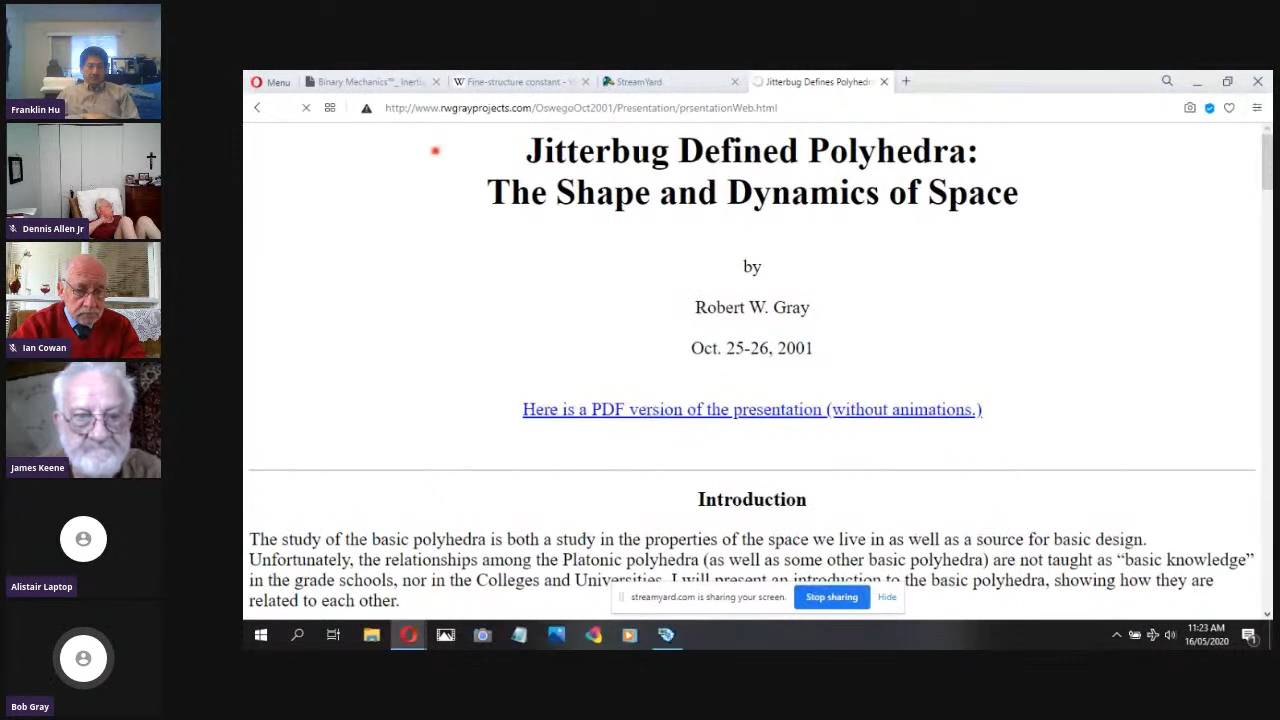 Franklin Hu
Dennis Allen Jr
Ian Cowan
James Keene
Alistair Laptop
Bob Gray
Menu
Binary Mechanics™_ Inerti
Fine-structure constant -
StreamYard
Jitterbug Defines Polyhedr
http://www.rwgrayprojects.com/OswegoOct2001/Presentation/prsentationWeb.html
Jitterbug Defined Polyhedra:
The Shape and Dynamics of Space
by
Robert W. Gray
Oct. 25-26, 2001
Here is a PDF version of the presentation (without animations.)
Introduction
The study of the basic polyhedra is both a study in the properties of the space we live in as well as a source for basic design.
Unfortunately, the relationships among the Platonic polyhedra (as well as some other basic polyhedra) are not taught as “basic knowledge”
in the grade schools, nor in the Colleges and Universities. I will present an introduction to the basic polyhedra, showing how they are
related to each other.
streamyard.com is sharing your screen.
Stop sharing
Hide
11:23 AM
16/05/2020